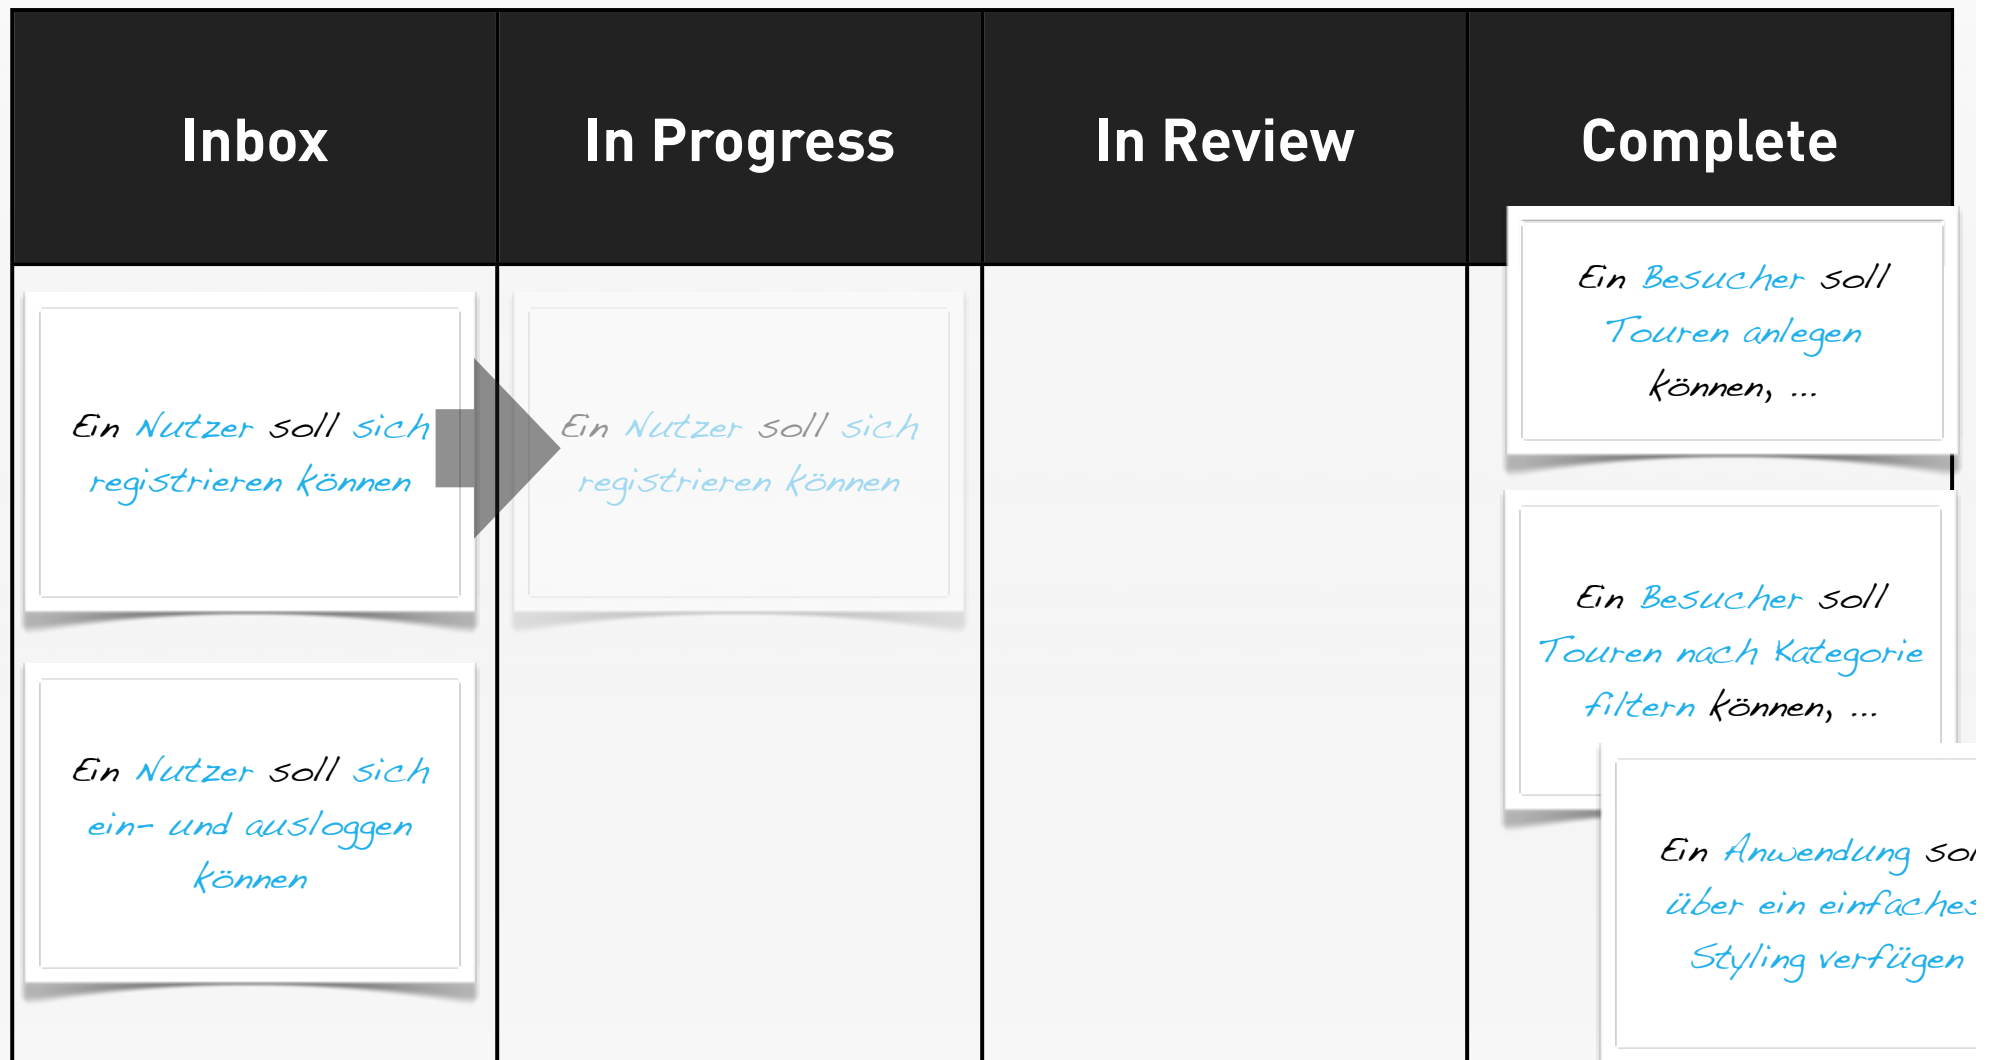 Inbox
In Progress
In Review
Complete
Ein Nutzer soll sich
registrieren können
Ein Nutzer soll sich
ein- und ausloggen
können
Ein Nutzer soll sich
registrieren können
Ein Besucher soll
Touren anlegen
können, ...
Ein Besucher soll
Touren nach Kategorie
filtern können, ...
Ein Anwendung
über ein einfaches
Styling verfügen